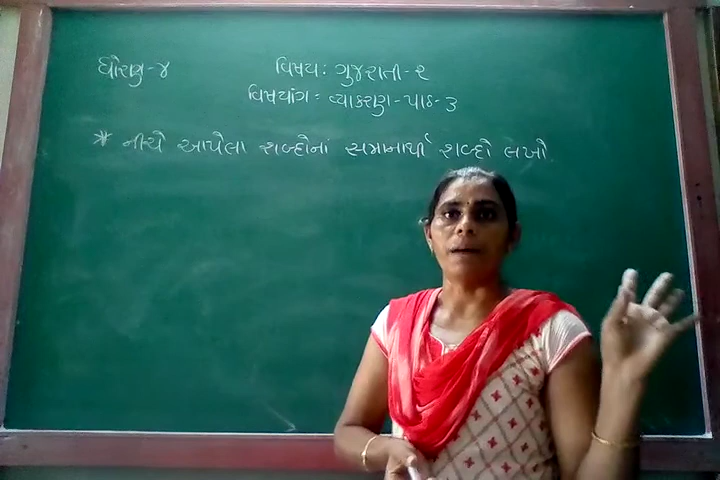 ધોરણ-૪
વિષય: ગુજરાતી-૨
વિષયાંગ = વ્યાકરણ-પાઠ-૩
* નીચે આપેલા શબ્દોનાં સમાનાર્થી શબ્દો લખો.